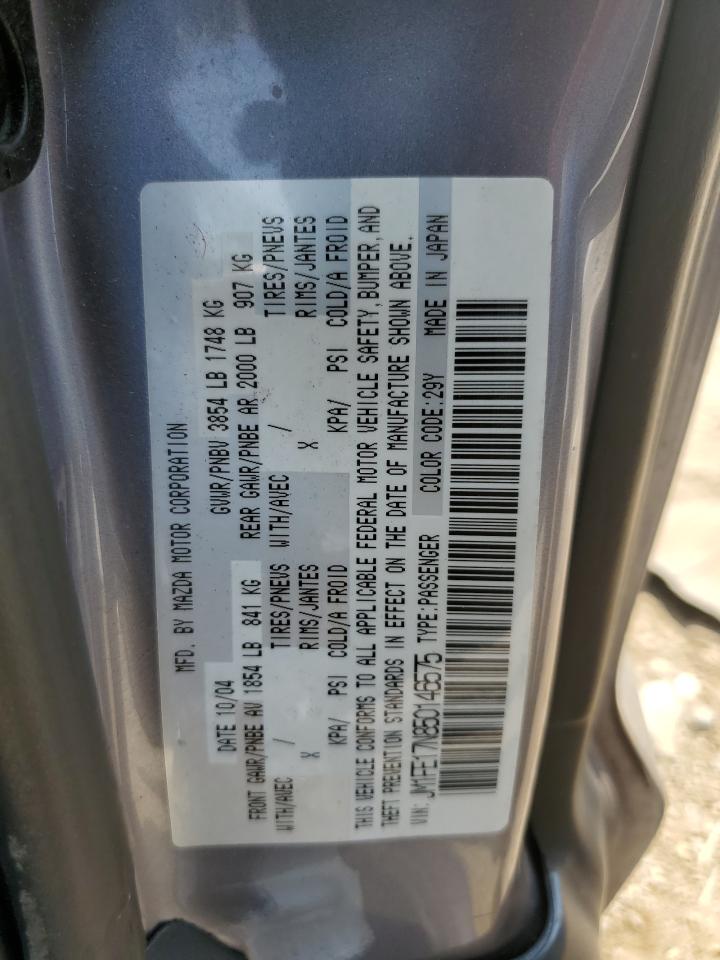 MFD. BY MAZDA MOTOR CORPORATION
DATE 10/04 GVWR/PNBV 3854 LB 1748 KG
FRONT GAWR/PNBE AV 1854 LB 841 KG REAR GAWR/PNBE AR 2000 LB 907 KG
WITH/AVEC / TIRES/PNEUS WITH/AVEC / TIRES/PNEUS
X RIMS/JANTES X RIMS/JANTES
KPA/ PSI COLD/A FROID KPA/ PSI COLD/A FROID
THIS VEHICLE CONFORMS TO ALL APPLICABLE FEDERAL MOTOR VEHICLE SAFETY, BUMPER, AND
THEFT PREVENTION STANDARDS IN EFFECT ON THE DATE OF MANUFACTURE SHOWN ABOVE.
VIN: JM1FE17N850146575 TYPE:PASSENGER COLOR CODE:29Y MADE IN JAPAN